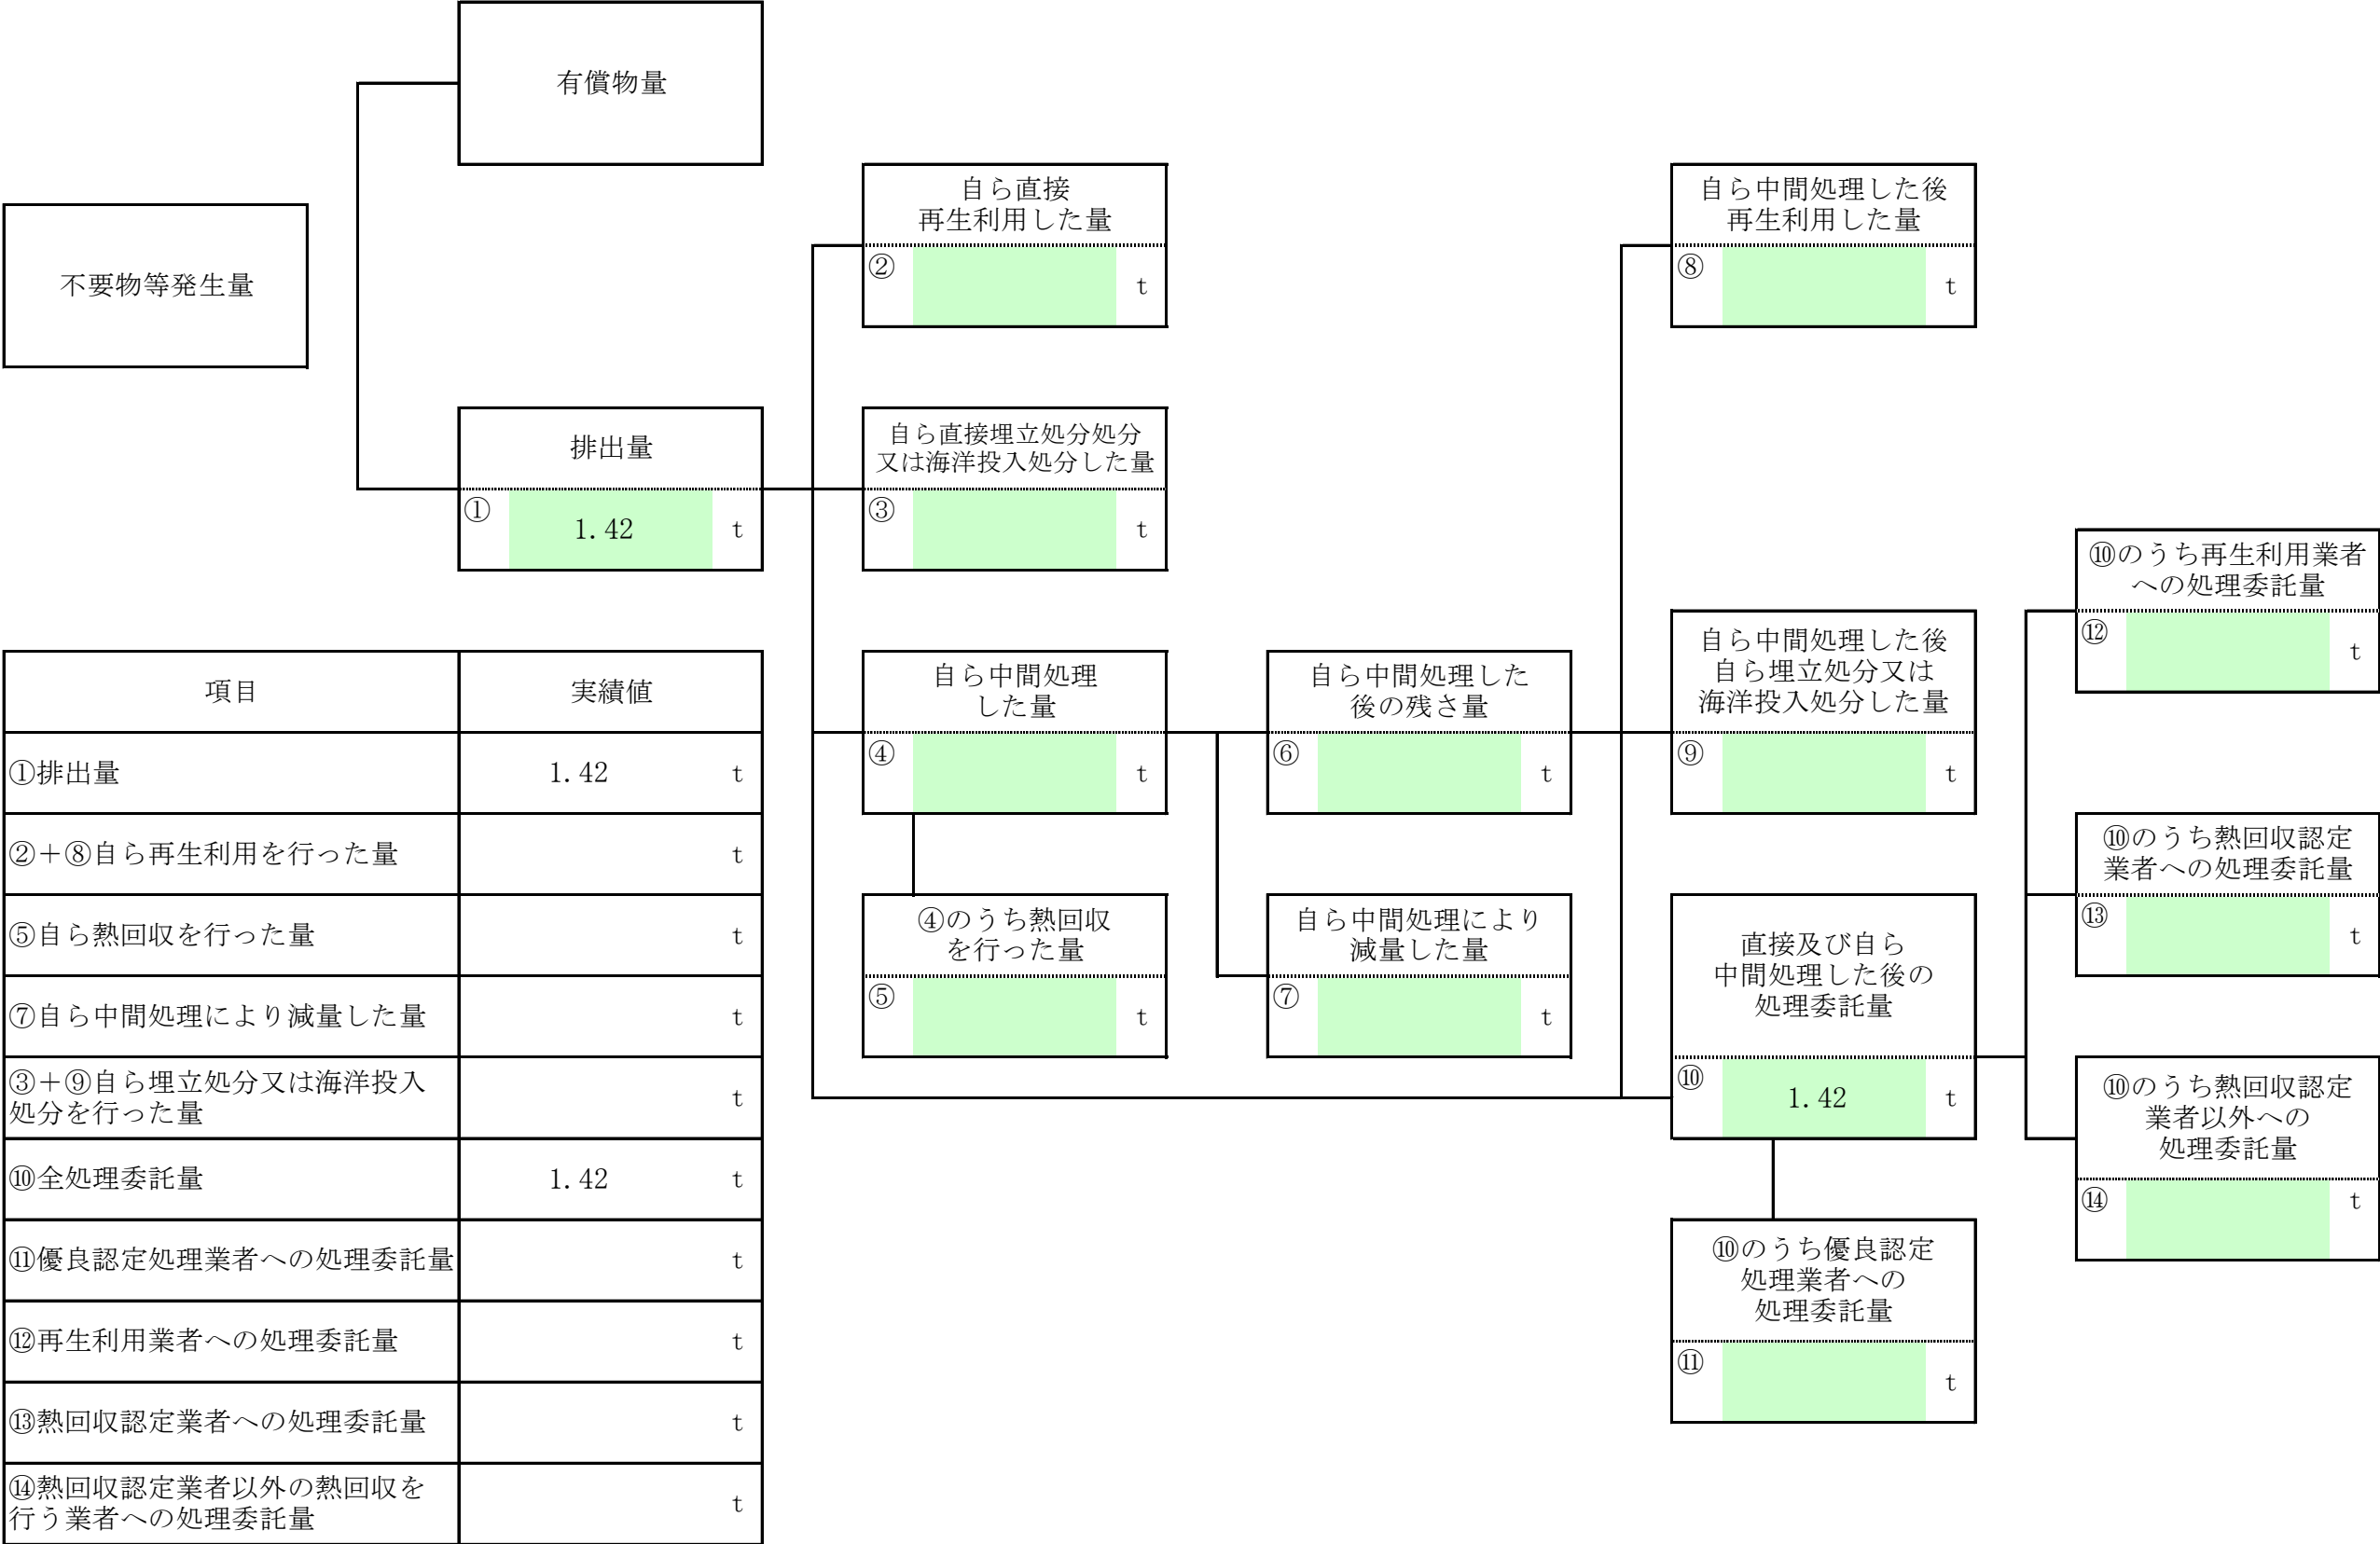 有償物量
不要物等発生量
排出量
① 1.42 t
自ら直接
再生利用した量
② t
自ら直接埋立処分処分
又は海洋投入処分した量
③ t
自ら中間処理
した量
④ t
④のうち熱回収
を行った量
⑤ t
自ら中間処理した
後の残さ量
⑥ t
自ら中間処理により
減量した量
⑦ t
自ら中間処理した後
再生利用した量
⑧ t
自ら中間処理した後
自ら埋立処分又は
海洋投入処分した量
⑨ t
直接及び自ら
中間処理した後の
処理委託量
⑩ 1.42 t
⑩のうち優良認定
処理業者への
処理委託量
⑪ t
⑩のうち再生利用業者
への処理委託量
⑫ t
⑩のうち熱回収認定
業者への処理委託量
⑬ t
⑩のうち熱回収認定
業者以外への
処理委託量
⑭ t
項目 実績値
①排出量 1.42 t
②＋⑧自ら再生利用を行った量 t
⑤自ら熱回収を行った量 t
⑦自ら中間処理により減量した量 t
③＋⑨自ら埋立処分又は海洋投入
処分を行った量 t
⑩全処理委託量 1.42 t
⑪優良認定処理業者への処理委託量 t
⑫再生利用業者への処理委託量 t
⑬熱回収認定業者への処理委託量 t
⑭熱回収認定業者以外の熱回収を
行う業者への処理委託量 t